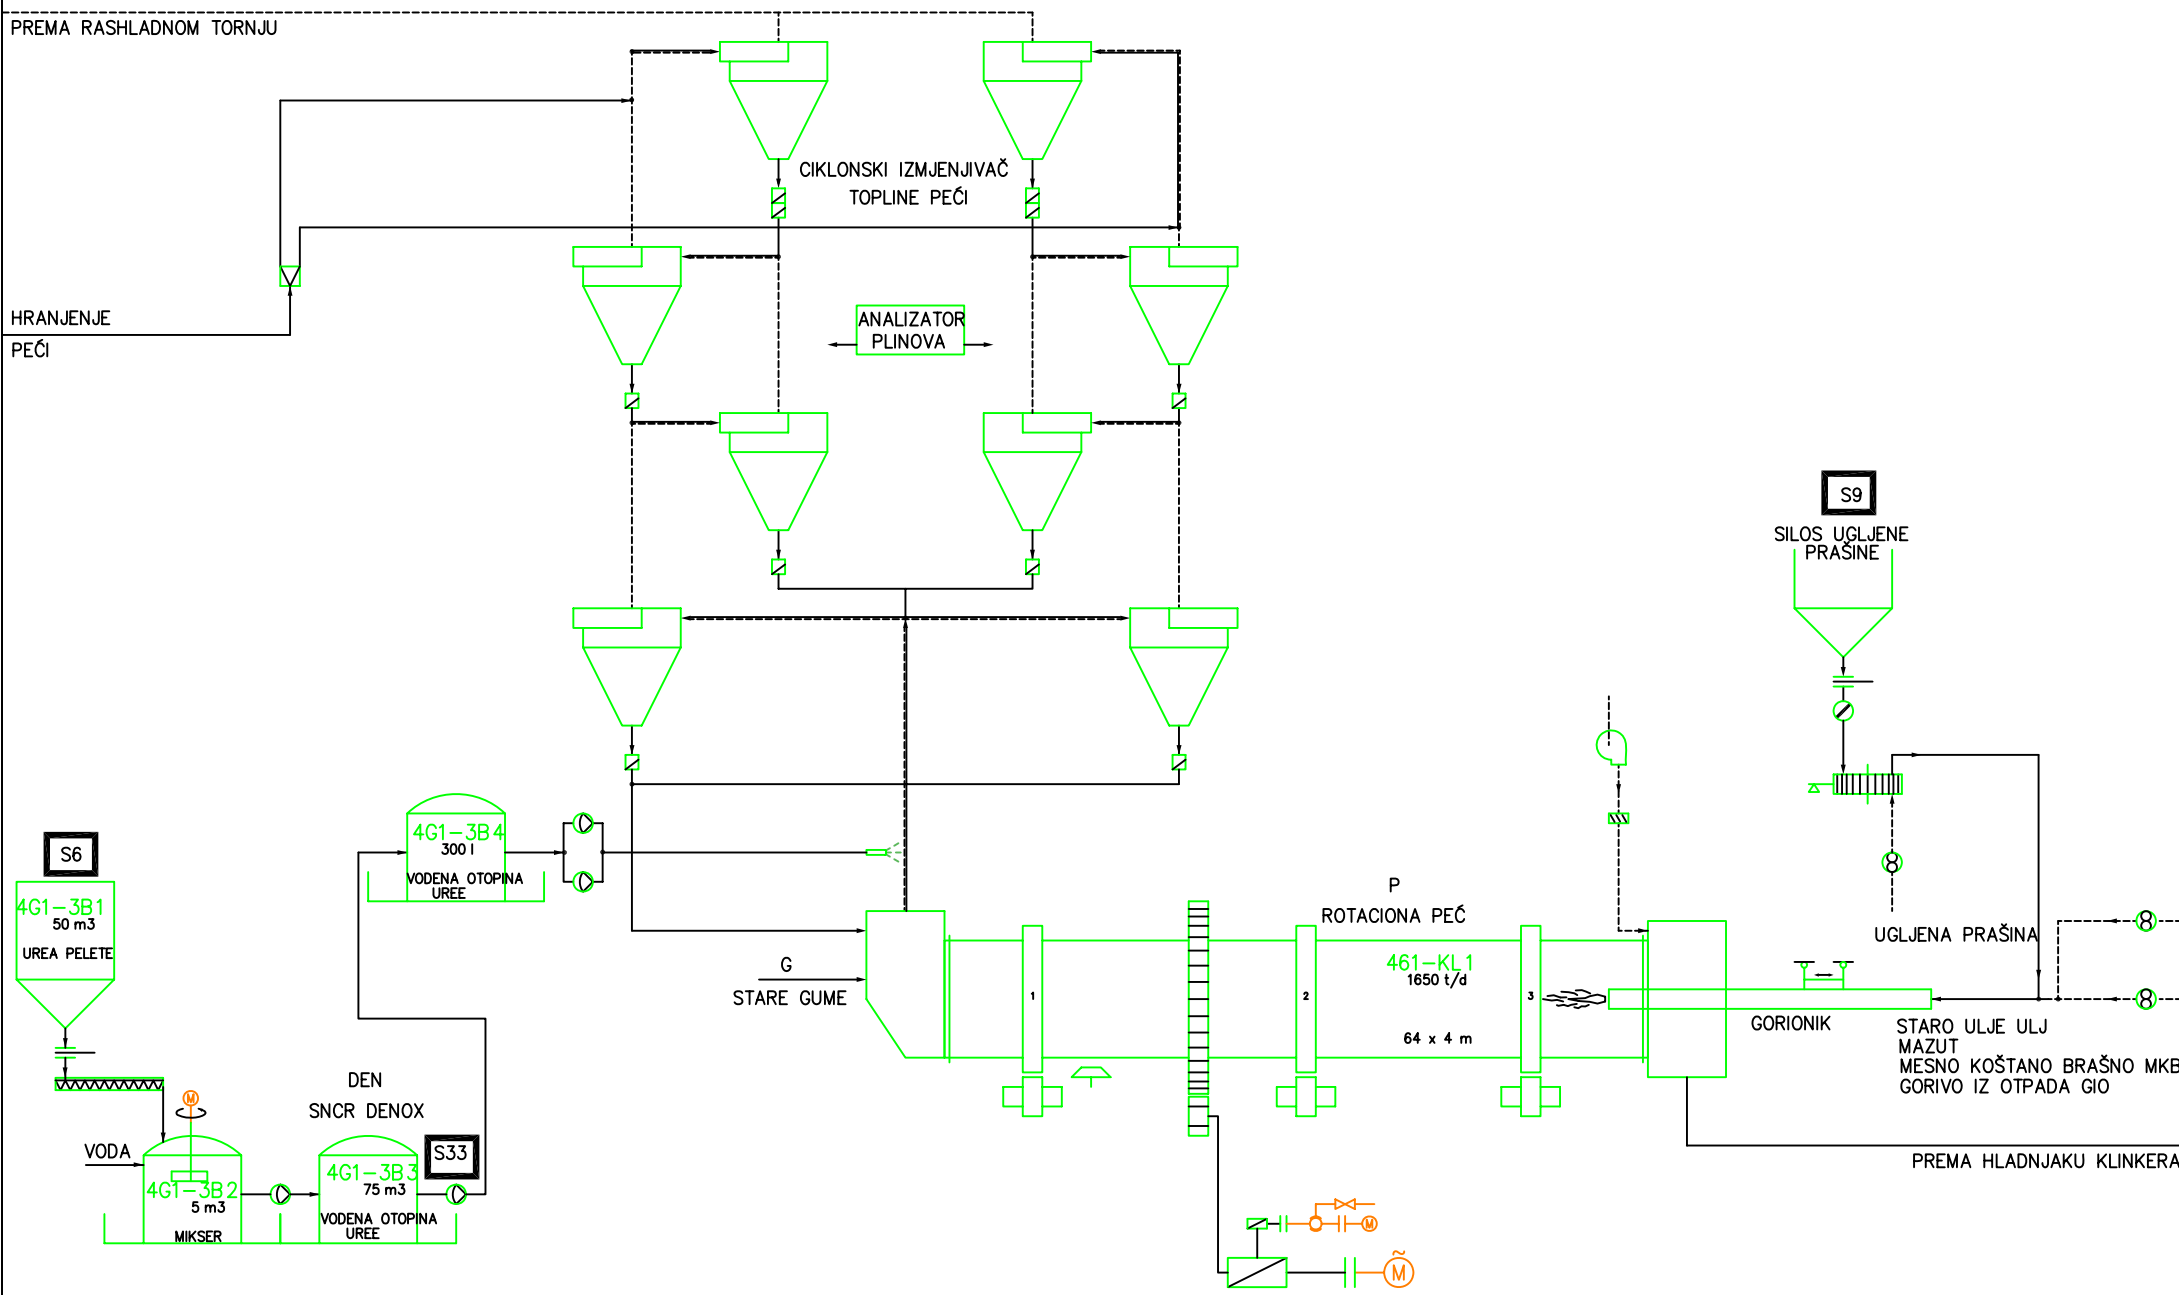 PREMA RASHLADNOM TORNJU
CIKLONSKI IZMJENJIVAČ
TOPLINE PEĆI
HRANJENJE
PEĆI
ANALIZATOR
PLINOVA
S9
SILOS UGLJENE
PRAŠINE
S6
4G1-3B1
50 m3
UREA PELETE
4G1-3B4
300 l
VODENA OTOPINA
UREE
P
ROTACIONA PEĆ
461-KL1
1650 t/d
64 x 4 m
1
2
3
G
STARE GUME
UGLJENA PRAŠINA
GORIONIK
STARO ULJE ULJ
MAZUT
MESNO KOŠTANO BRAŠNO MKB
GORIVO IZ OTPADA GIO
PREMA HLADNJAKU KLINKERA
DEN
SNCR DENOX
M
VODA
4G1-3B2
5 m3
MIKSER
4G1-3B3
75 m3
VODENA OTOPINA
UREE
S33
M
M